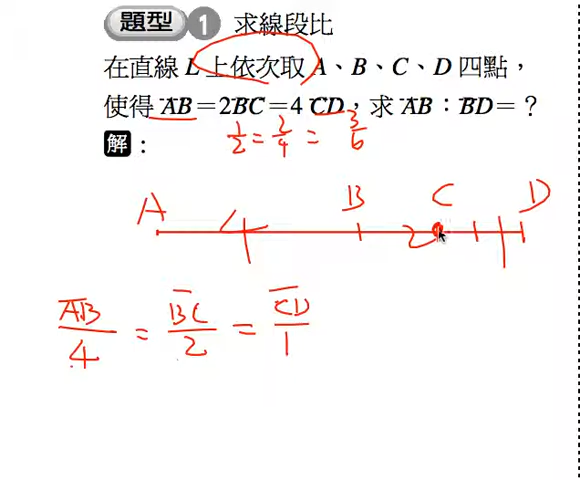 題型 1 求線段比
在直線 L 上依次取 A、B、C、D 四點,
使得 AB=2BC=4 CD,求 AB:BD=?
1/2 = 2/4 = 3/6
解:
A B C D
4 2 1
AB/4 = BC/2 = CD/1